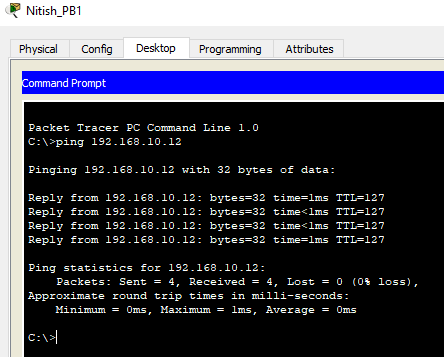 Nitish_PB1
Physical Config Desktop Programming Attributes
Command Prompt
Packet Tracer PC Command Line 1.0
C:\>ping 192.168.10.12
Pinging 192.168.10.12 with 32 bytes of data:
Reply from 192.168.10.12: bytes=32 time=1ms TTL=127
Reply from 192.168.10.12: bytes=32 time<1ms TTL=127
Reply from 192.168.10.12: bytes=32 time<1ms TTL=127
Reply from 192.168.10.12: bytes=32 time=1ms TTL=127
Ping statistics for 192.168.10.12:
Packets: Sent = 4, Received = 4, Lost = 0 (0% loss),
Approximate round trip times in milli-seconds:
Minimum = 0ms, Maximum = 1ms, Average = 0ms
C:\>